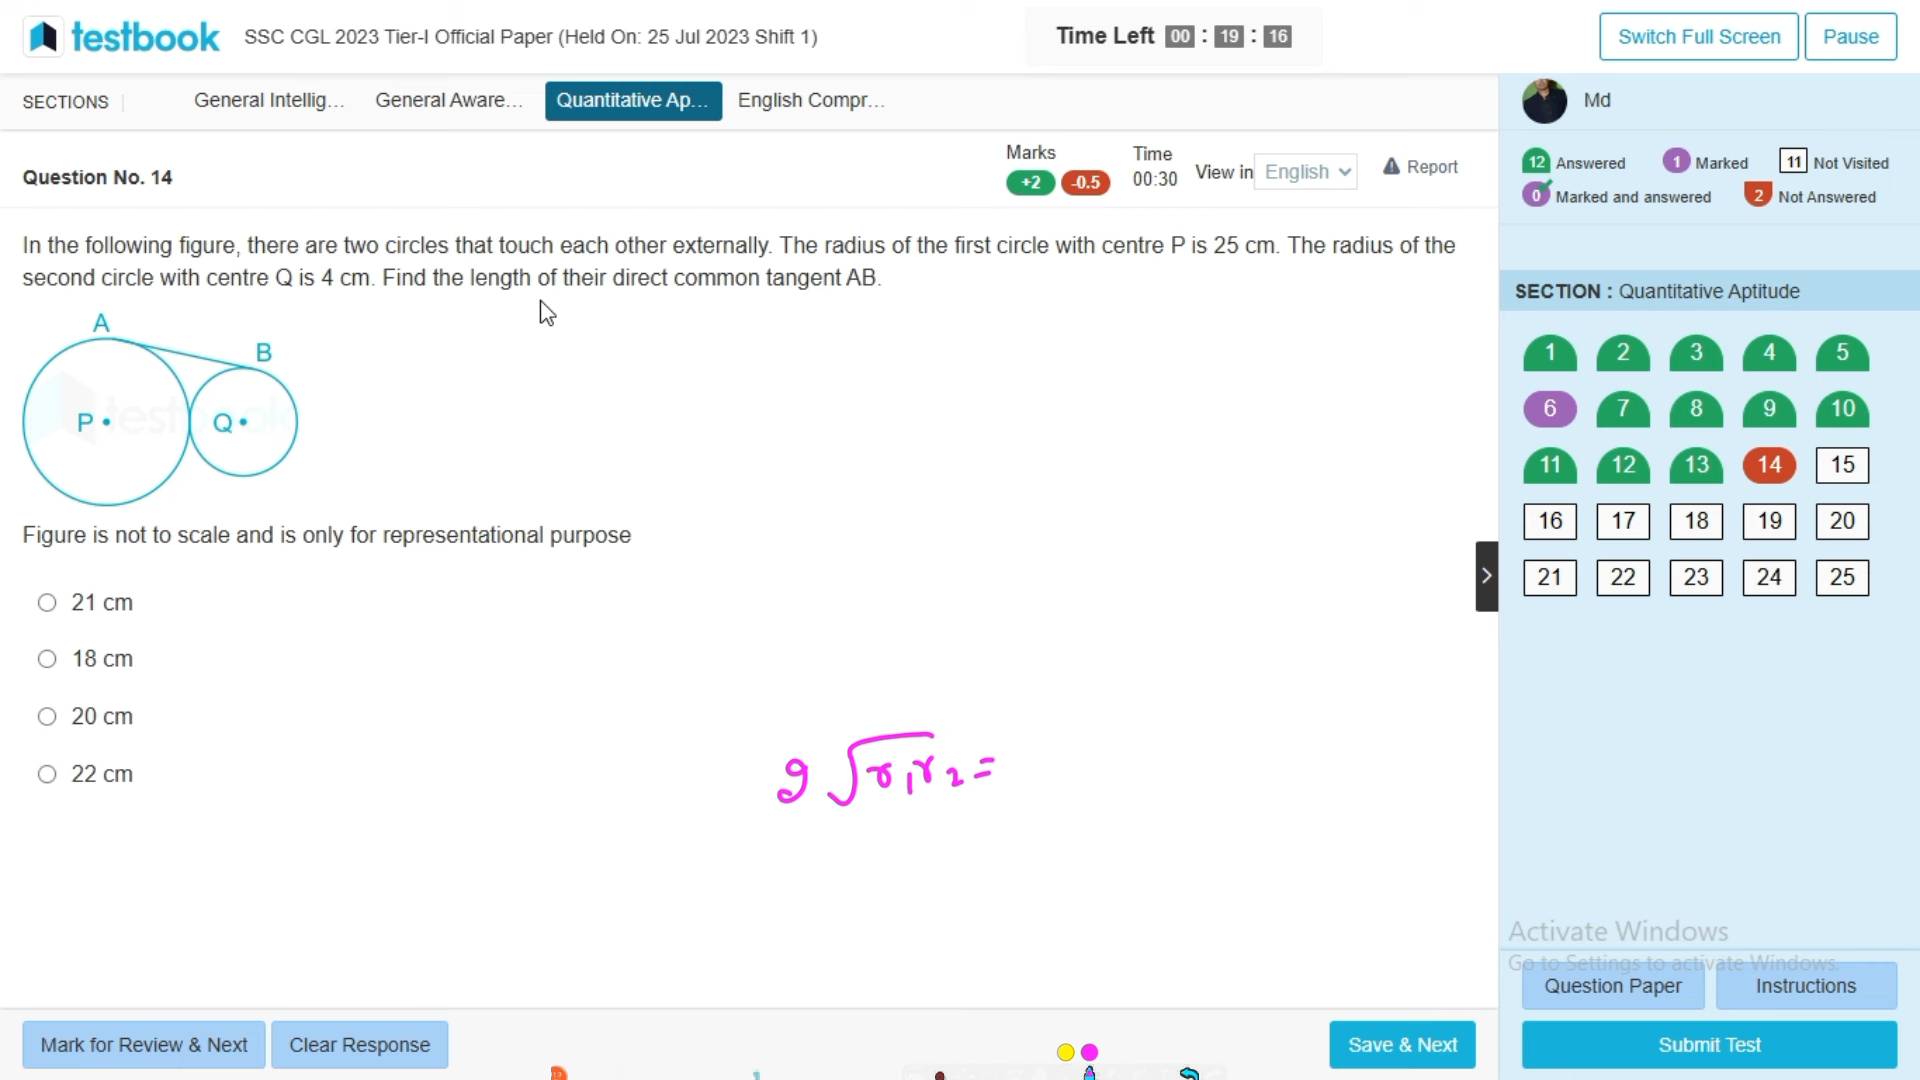 testbook SSC CGL 2023 Tier-I Official Paper (Held On: 25 Jul 2023 Shift 1) Time Left 00 : 19 : 16 Switch Full Screen Pause
SECTIONS General Intellig... General Aware... Quantitative Ap... English Compr...
Md
Question No. 14
Marks
+2 -0.5
Time
00:30
View in English
Report
12 Answered 1 Marked 11 Not Visited
0 Marked and answered 2 Not Answered
In the following figure, there are two circles that touch each other externally. The radius of the first circle with centre P is 25 cm. The radius of the
second circle with centre Q is 4 cm. Find the length of their direct common tangent AB.
A
B
P
Q
testbook
Figure is not to scale and is only for representational purpose
21 cm
18 cm
20 cm
22 cm
2 √r₁r₂ =
SECTION : Quantitative Aptitude
1 2 3 4 5
6 7 8 9 10
11 12 13 14 15
16 17 18 19 20
21 22 23 24 25
>
Activate Windows
Go to Settings to activate Windows.
Question Paper Instructions
Mark for Review & Next Clear Response Save & Next Submit Test